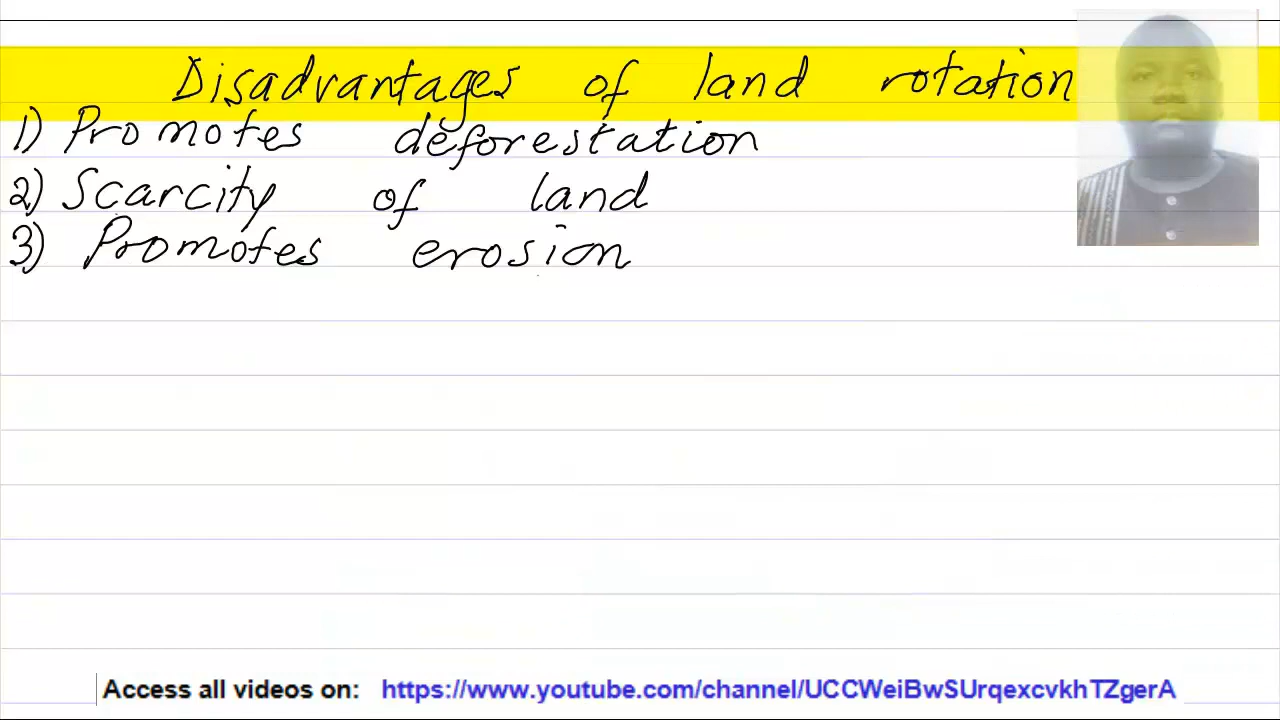 Disadvantages of land rotation
1) Promotes deforestation
2) Scarcity of land
3) Promotes erosion
Access all videos on: https://www.youtube.com/channel/UCCWeiBwSUrqexcvkhTZgerA